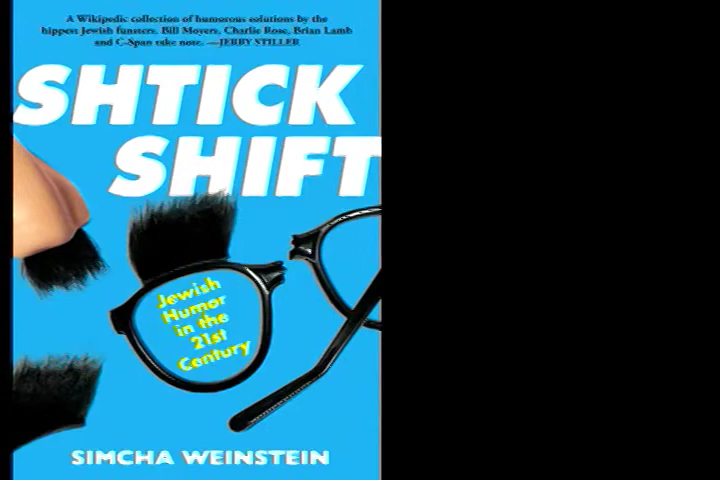 A Wikipedic collection of humorous solutions by the
hippest Jewish funsters. Bill Moyers, Charlie Rose, Brian Lamb
and C-Span take note. —JERRY STILLER
SHTICK
SHIFT
Jewish
Humor
in the
21st
Century
SIMCHA WEINSTEIN